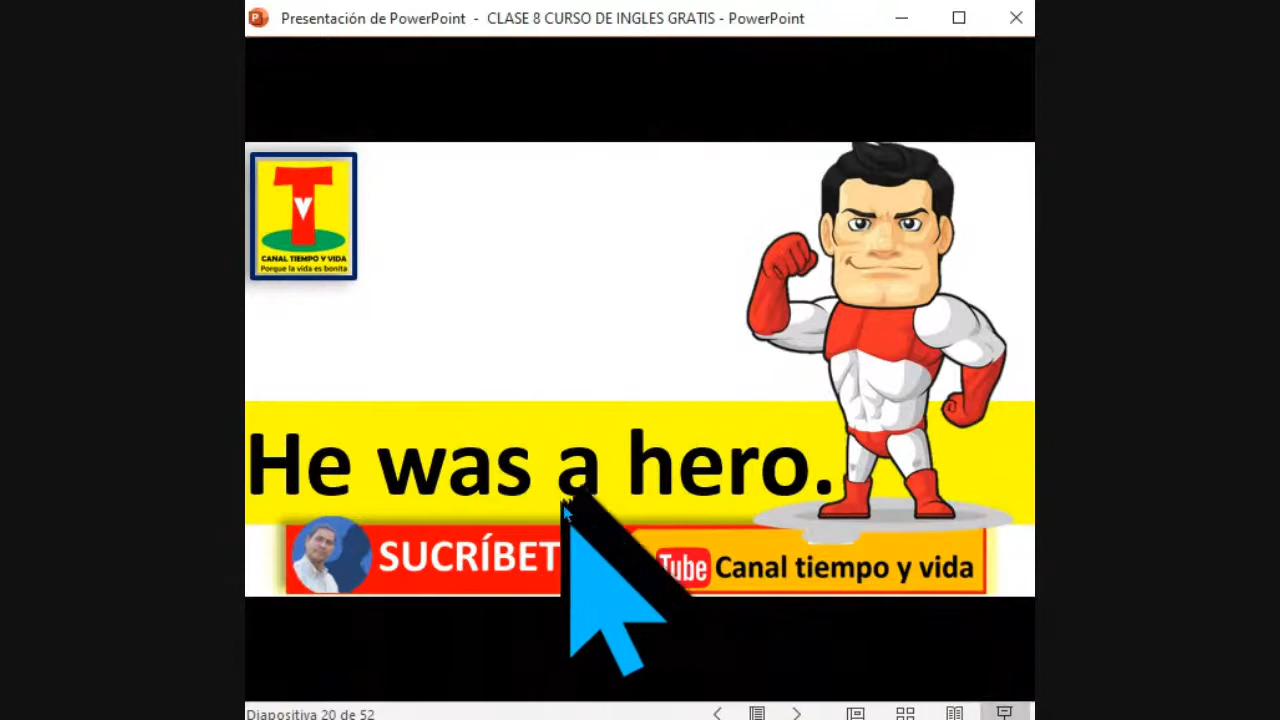 Presentación de PowerPoint - CLASE 8 CURSO DE INGLES GRATIS - PowerPoint
T
V
CANAL TIEMPO Y VIDA
Porque la vida es bonita
He was a hero.
SUCRÍBET
Tube Canal tiempo y vida
Diapositiva 20 de 52